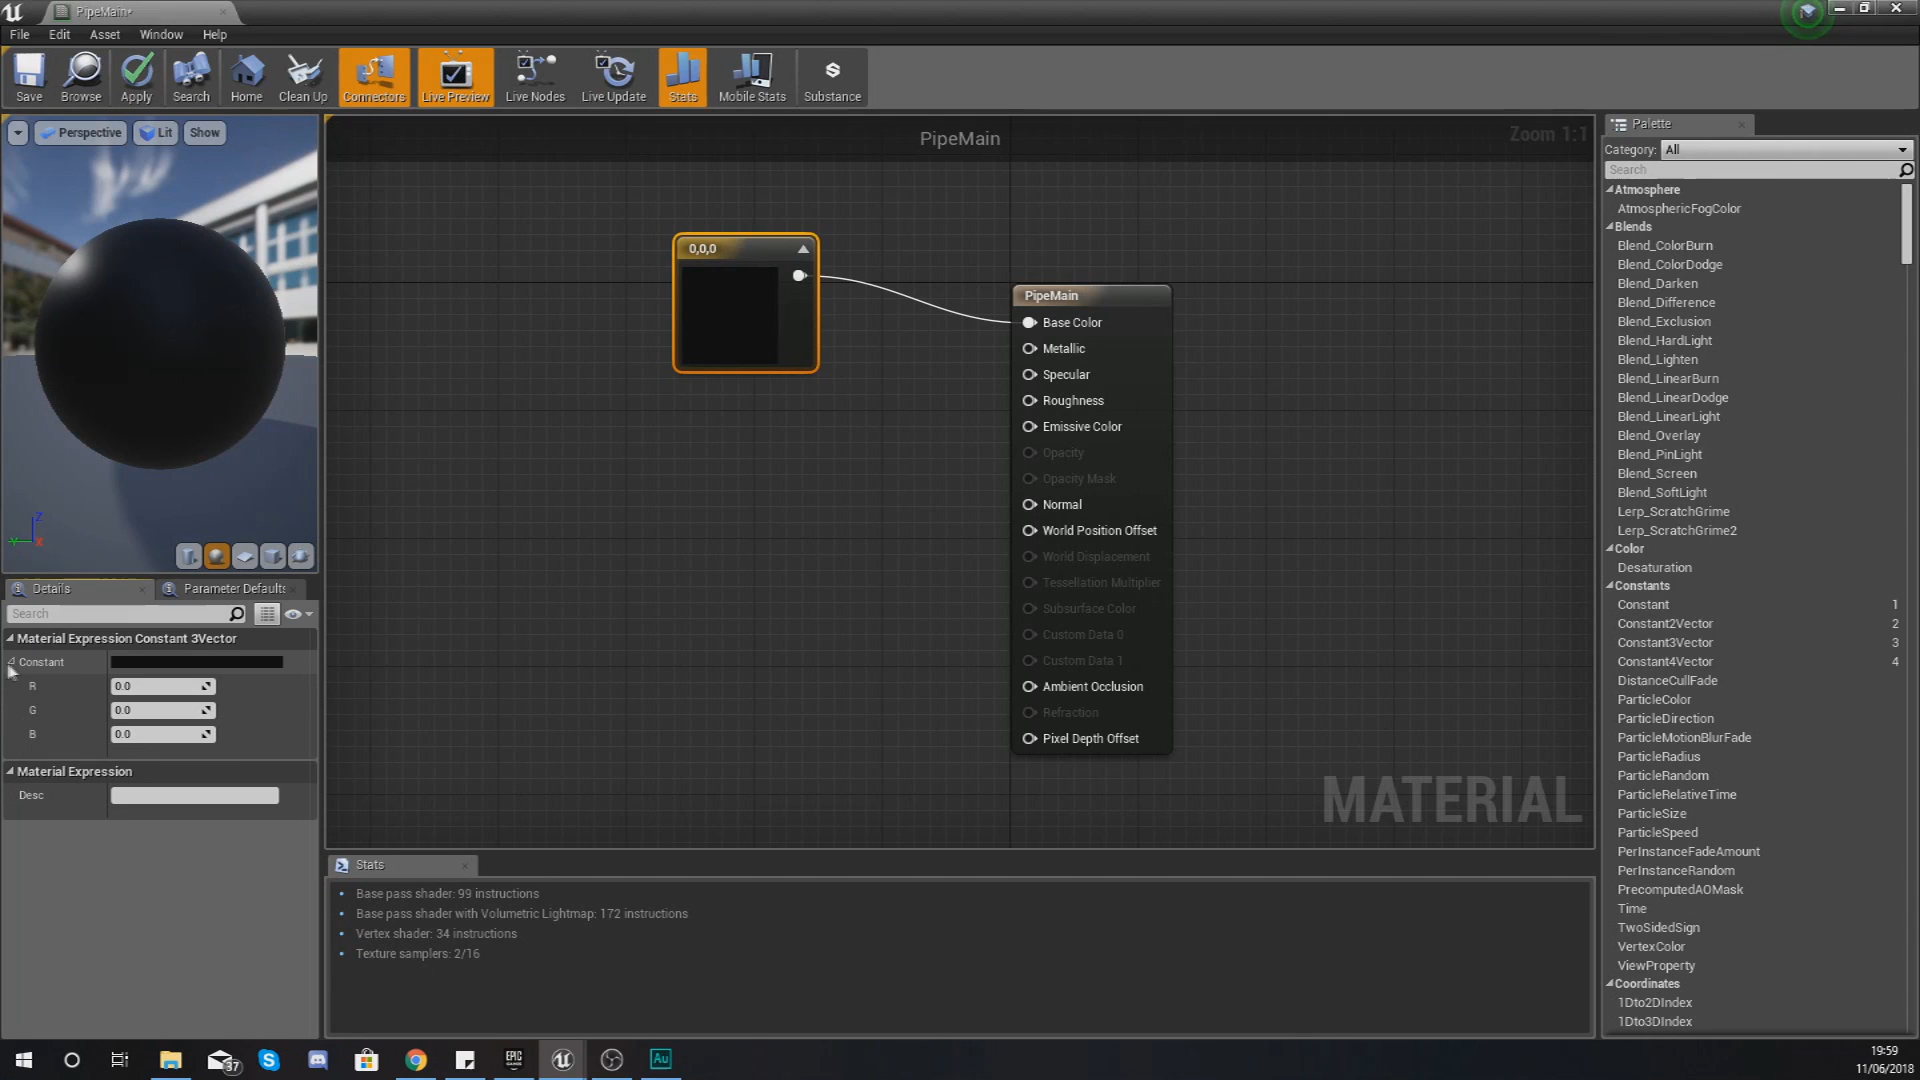 PipeMain*
File Edit Asset Window Help
Save Browse Apply Search Home Clean Up Connectors Live Preview Live Nodes Live Update Stats Mobile Stats Substance
Perspective Lit Show
PipeMain
Zoom 1:1
0,0,0
PipeMain
Base Color
Metallic
Specular
Roughness
Emissive Color
Opacity
Opacity Mask
Normal
World Position Offset
World Displacement
Tessellation Multiplier
Subsurface Color
Custom Data 0
Custom Data 1
Ambient Occlusion
Refraction
Pixel Depth Offset
MATERIAL
Z
Y
X
Details Parameter Defaults
Search
Material Expression Constant 3Vector
Constant
R 0.0
G 0.0
B 0.0
Material Expression
Desc
Stats
Base pass shader: 99 instructions
Base pass shader with Volumetric Lightmap: 172 instructions
Vertex shader: 34 instructions
Texture samplers: 2/16
Palette
Category: All
Search
Atmosphere
AtmosphericFogColor
Blends
Blend_ColorBurn
Blend_ColorDodge
Blend_Darken
Blend_Difference
Blend_Exclusion
Blend_HardLight
Blend_Lighten
Blend_LinearBurn
Blend_LinearDodge
Blend_LinearLight
Blend_Overlay
Blend_PinLight
Blend_Screen
Blend_SoftLight
Lerp_ScratchGrime
Lerp_ScratchGrime2
Color
Desaturation
Constants
Constant 1
Constant2Vector 2
Constant3Vector 3
Constant4Vector 4
DistanceCullFade
ParticleColor
ParticleDirection
ParticleMotionBlurFade
ParticleRadius
ParticleRandom
ParticleRelativeTime
ParticleSize
ParticleSpeed
PerInstanceFadeAmount
PerInstanceRandom
PrecomputedAOMask
Time
TwoSidedSign
VertexColor
ViewProperty
Coordinates
1Dto2DIndex
1Dto3DIndex
37
EPIC GAMES
Au
19:59
11/06/2018